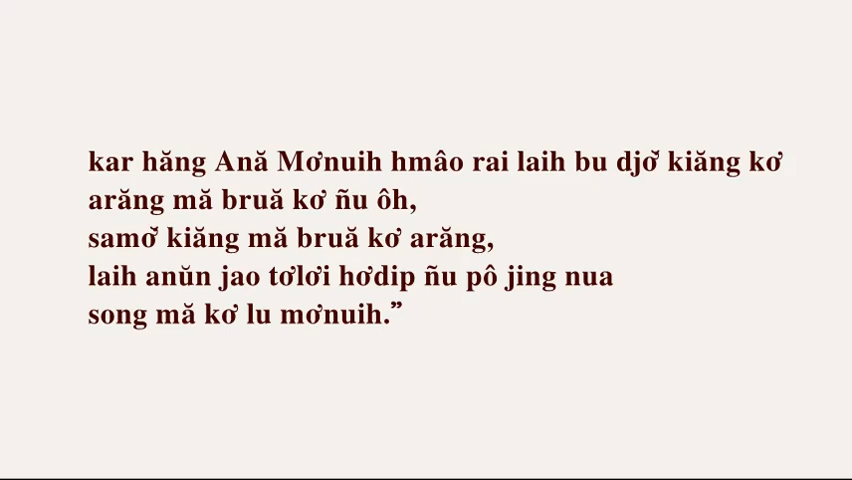 kar hăng Ană Mơnuih hmâo rai laih bu djơ̆ kiăng kơ
arăng mă bruă kơ ñu ôh,
samơ̆ kiăng mă bruă kơ arăng,
laih anŭn jao tơlơi hơdip ñu pô jing nua
song mă kơ lu mơnuih.”